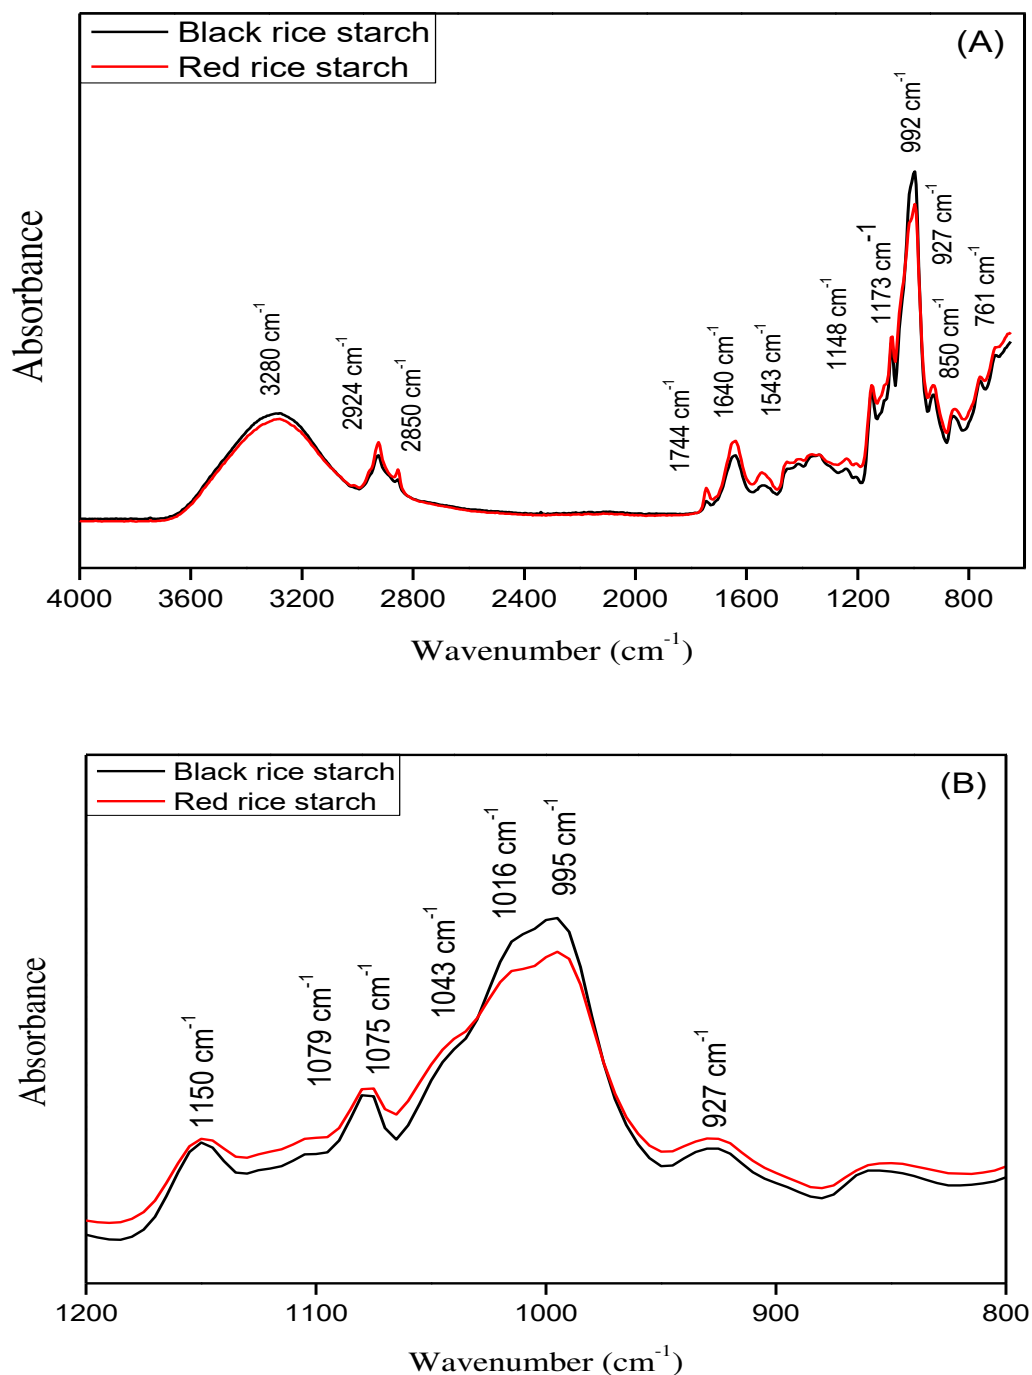 Black rice starch
Red rice starch
(A)
Absorbance
3280 cm⁻¹
2924 cm⁻¹
2850 cm⁻¹
1744 cm⁻¹
1640 cm⁻¹
1543 cm⁻¹
1148 cm⁻¹
1173 cm⁻¹
992 cm⁻¹
927 cm⁻¹
850 cm⁻¹
761 cm⁻¹
4000 3600 3200 2800 2400 2000 1600 1200 800
Wavenumber (cm⁻¹)
Black rice starch
Red rice starch
(B)
Absorbance
1150 cm⁻¹
1079 cm⁻¹
1075 cm⁻¹
1043 cm⁻¹
1016 cm⁻¹
995 cm⁻¹
927 cm⁻¹
1200 1100 1000 900 800
Wavenumber (cm⁻¹)